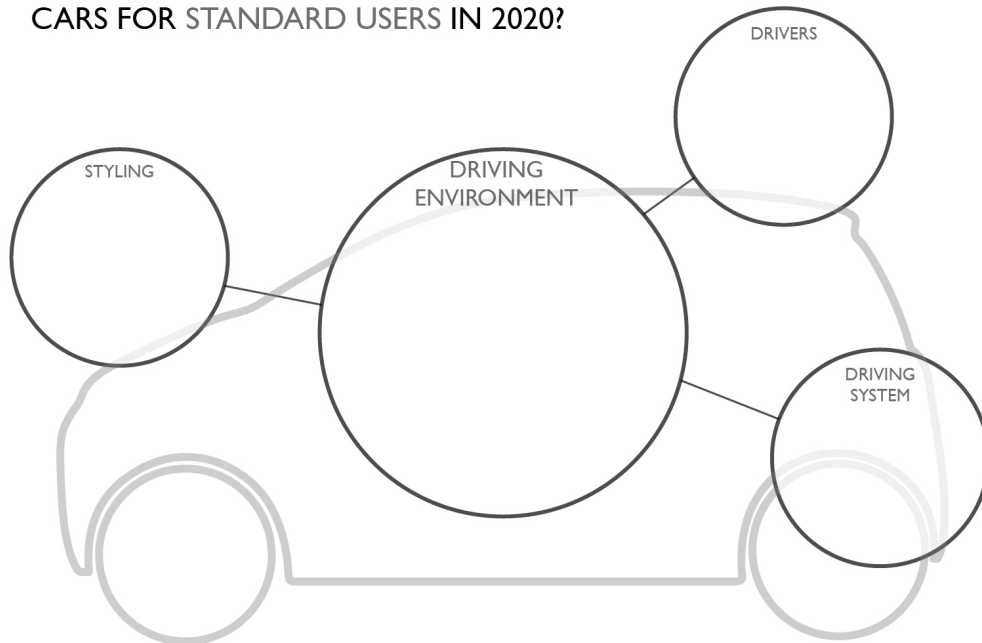 CARS FOR STANDARD USERS IN 2020?
DRIVERS
STYLING
DRIVING
ENVIRONMENT
DRIVING
SYSTEM